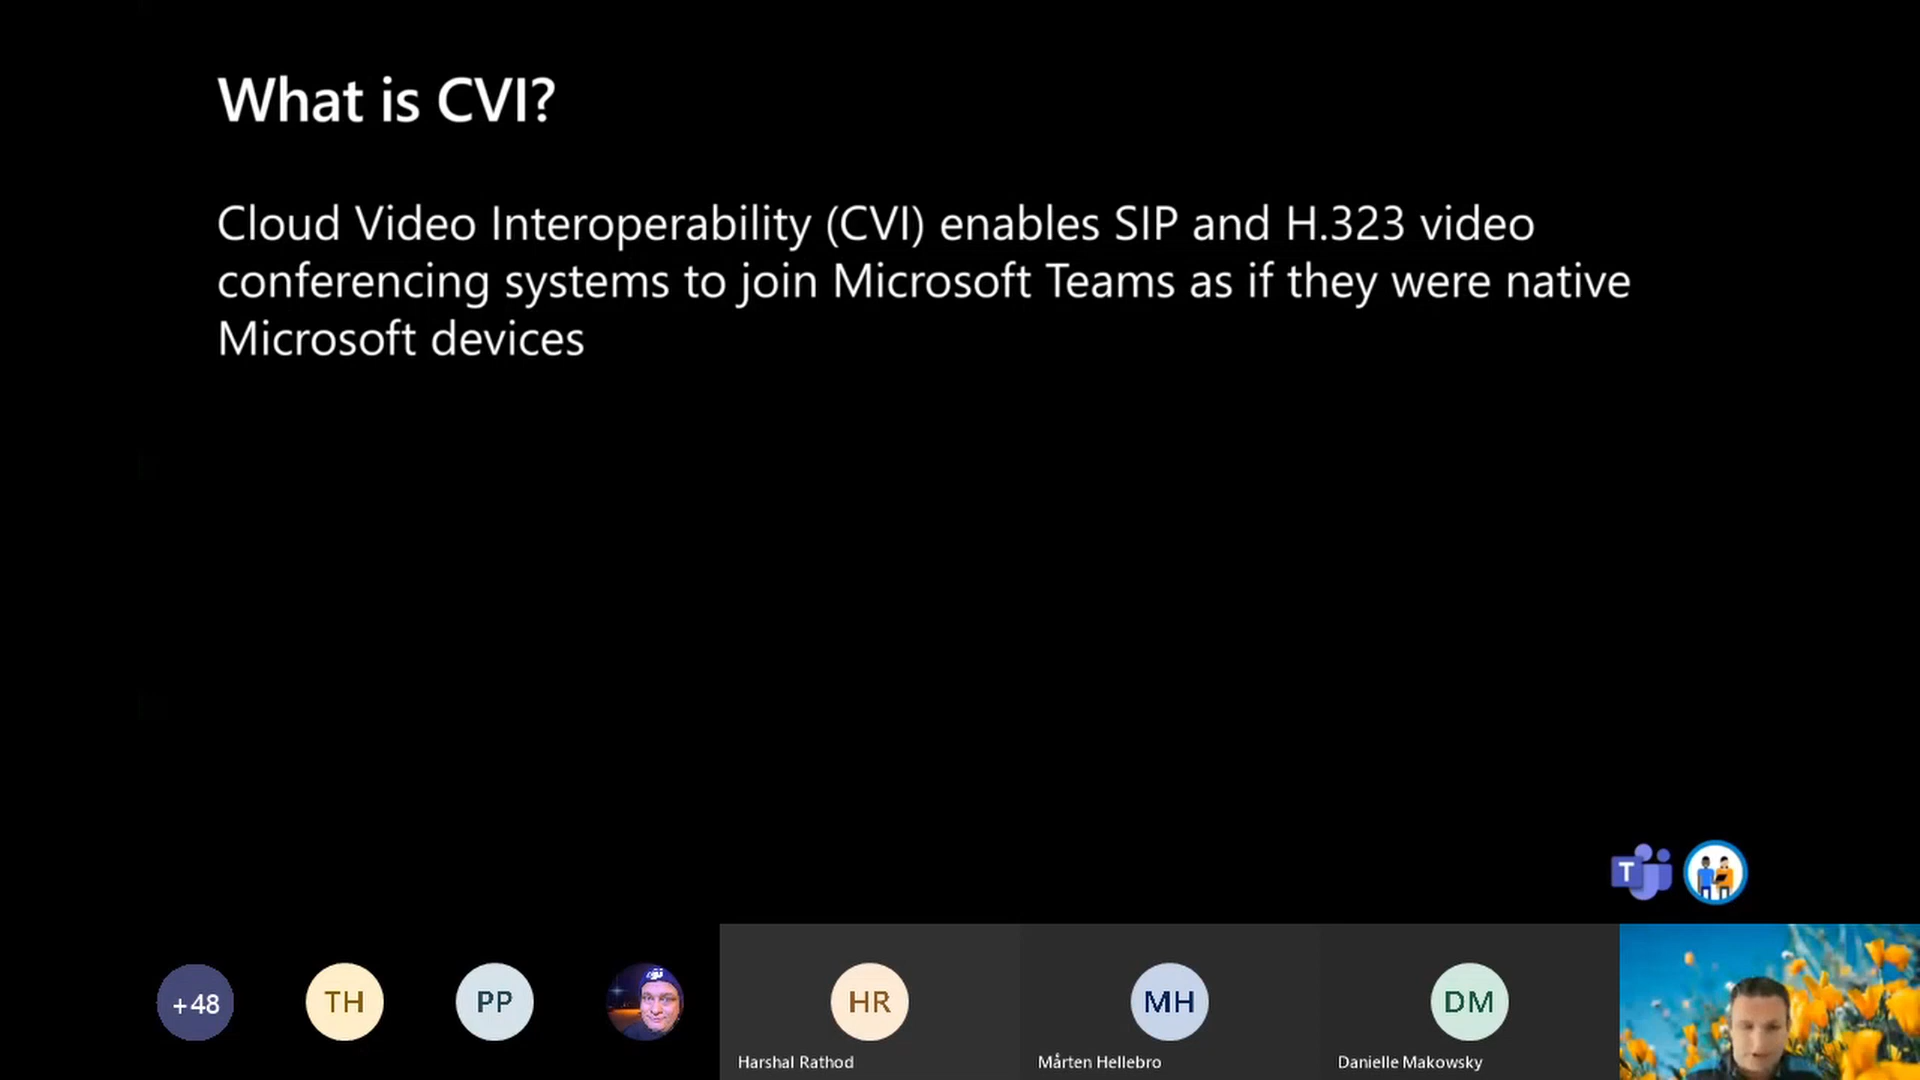 What is CVI?
Cloud Video Interoperability (CVI) enables SIP and H.323 video
conferencing systems to join Microsoft Teams as if they were native
Microsoft devices
T
+48
TH
PP
HR
MH
DM
Harshal Rathod
Mårten Hellebro
Danielle Makowsky